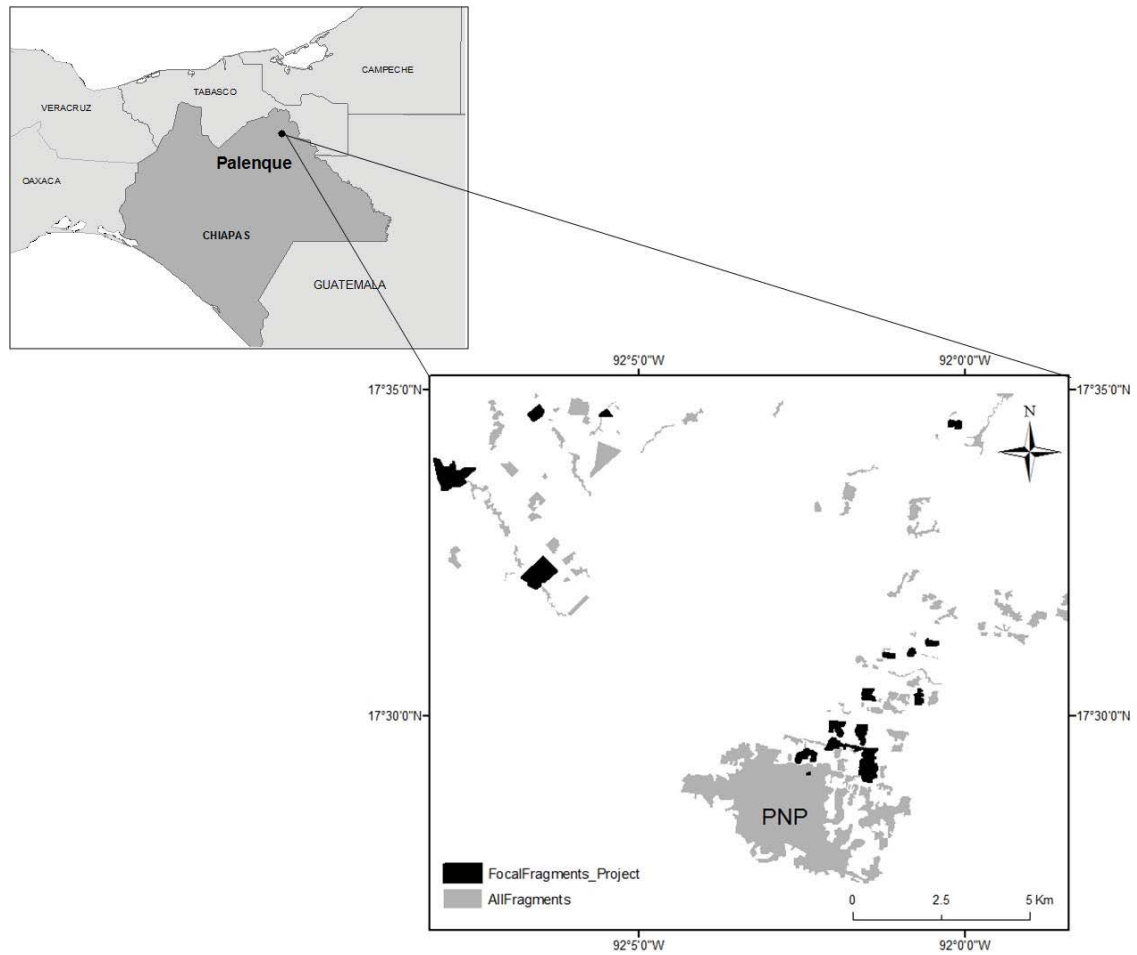 CAMPECHE
TABASCO
VERACRUZ
Palenque
OAXACA
CHIAPAS
GUATEMALA
92°5'0"W 92°0'0"W
17°35'0"N 17°35'0"N
N
17°30'0"N 17°30'0"N
PNP
FocalFragments_Project
AllFragments
0 2.5 5 Km
92°5'0"W 92°0'0"W